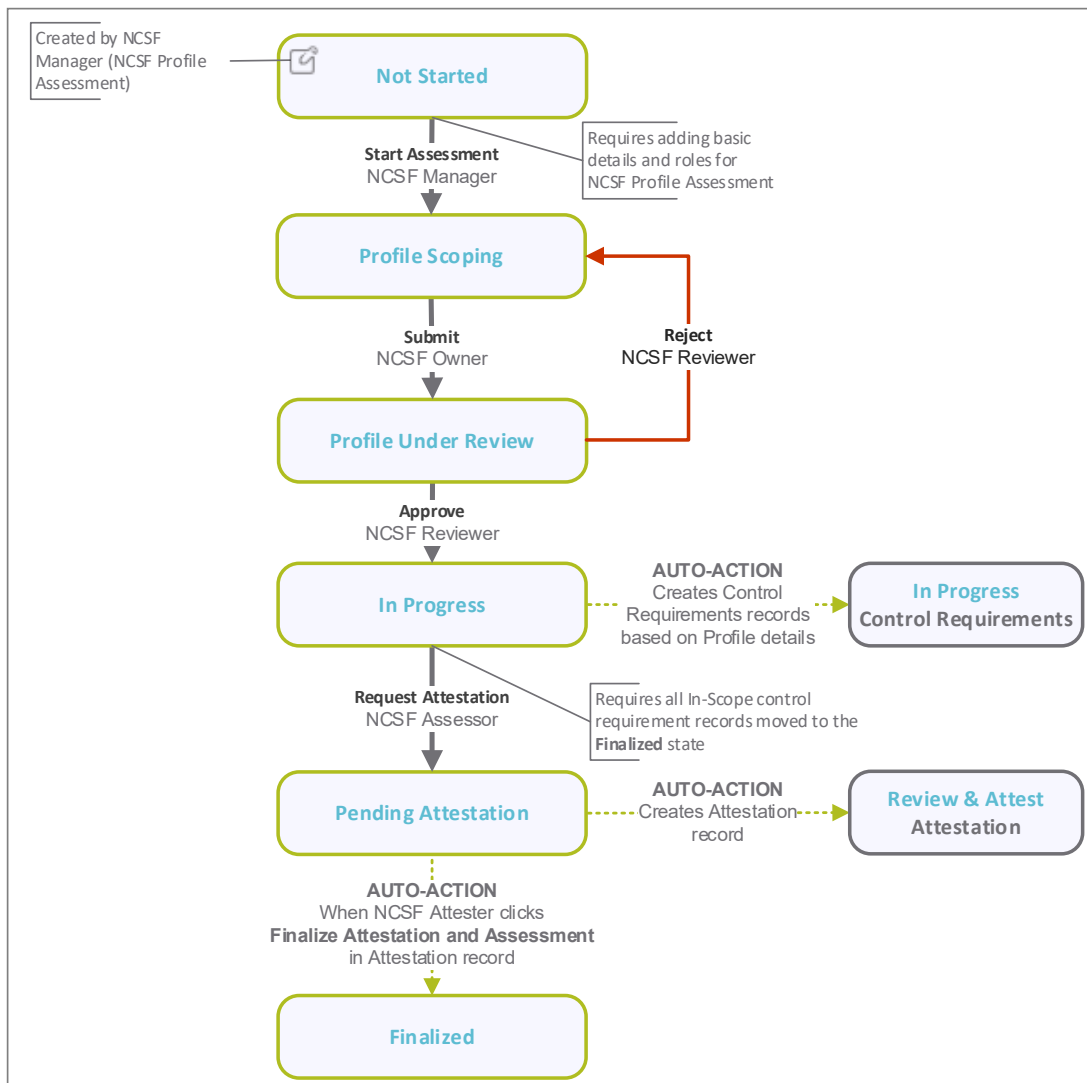 Created by NCSF
Manager (NCSF Profile
Assessment)
Not Started
Requires adding basic
details and roles for
NCSF Profile Assessment
Start Assessment
NCSF Manager
Profile Scoping
Submit
NCSF Owner
Reject
NCSF Reviewer
Profile Under Review
Approve
NCSF Reviewer
In Progress
AUTO-ACTION
Creates Control
Requirements records
based on Profile details
In Progress
Control Requirements
Request Attestation
NCSF Assessor
Requires all In-Scope control
requirement records moved to the
Finalized state
Pending Attestation
AUTO-ACTION
Creates Attestation
record
Review & Attest
Attestation
AUTO-ACTION
When NCSF Attester clicks
Finalize Attestation and Assessment
in Attestation record
Finalized